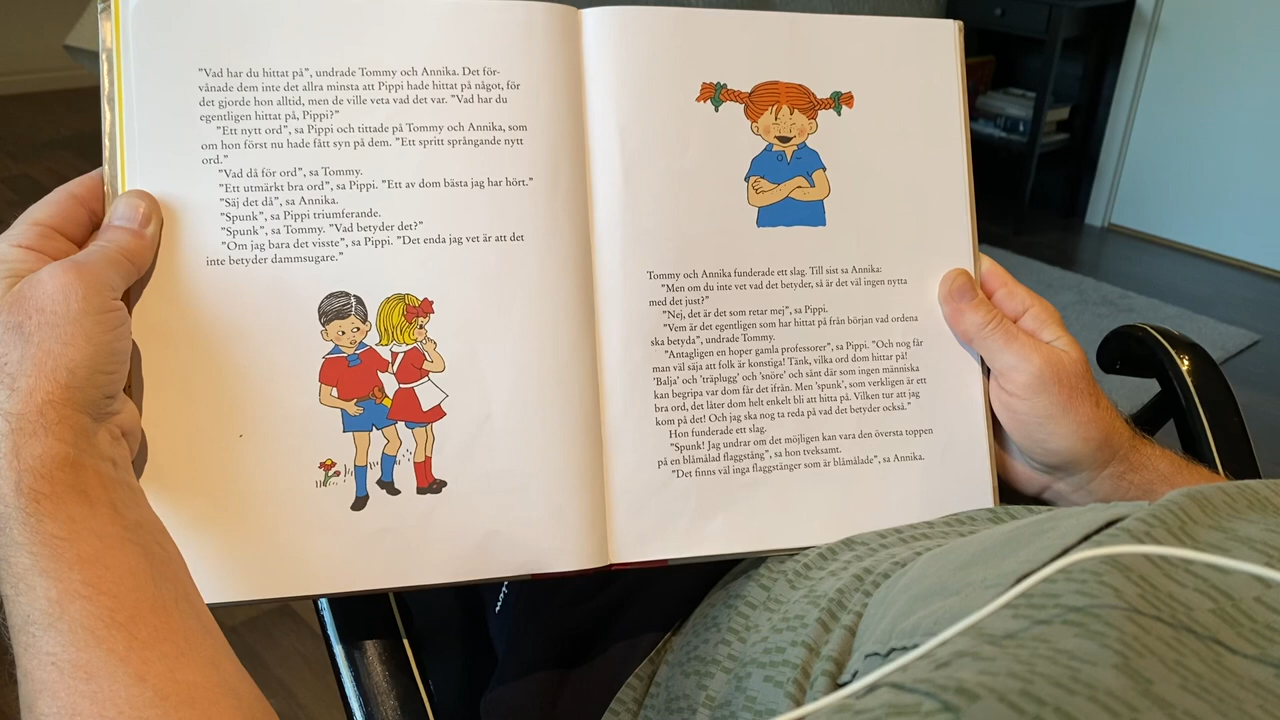 "Vad har du hittat på", undrade Tommy och Annika. Det för-
vånade dem inte det allra minsta att Pippi hade hittat på något, för
det gjorde hon alltid, men de ville veta vad det var. "Vad har du
egentligen hittat på, Pippi?"
"Ett nytt ord", sa Pippi och tittade på Tommy och Annika, som
om hon först nu hade fått syn på dem. "Ett spritt språngande nytt
ord."
"Vad då för ord", sa Tommy.
"Ett utmärkt bra ord", sa Pippi. "Ett av dom bästa jag har hört."
"Säj det då", sa Annika.
"Spunk", sa Pippi triumferande.
"Spunk", sa Tommy. "Vad betyder det?"
"Om jag bara det visste", sa Pippi. "Det enda jag vet är att det
inte betyder dammsugare."
Tommy och Annika funderade ett slag. Till sist sa Annika:
"Men om du inte vet vad det betyder, så är det väl ingen nytta
med det just?"
"Nej, det är det som retar mej", sa Pippi.
"Vem är det egentligen som har hittat på från början vad ordena
ska betyda", undrade Tommy.
"Antagligen en hoper gamla professorer", sa Pippi. "Och nog får
man väl säja att folk är konstiga! Tänk, vilka ord dom hittar på!
'Balja' och 'träplugg' och 'snöre' och sånt där som ingen människa
kan begripa var dom får det ifrån. Men 'spunk', som verkligen är ett
bra ord, det låter dom helt enkelt bli att hitta på. Vilken tur att jag
kom på det! Och jag ska nog ta reda på vad det betyder också."
Hon funderade ett slag.
"Spunk! Jag undrar om det möjligen kan vara den översta toppen
på en blåmålad flaggstång", sa hon tveksamt.
"Det finns väl inga flaggstänger som är blåmålade", sa Annika.